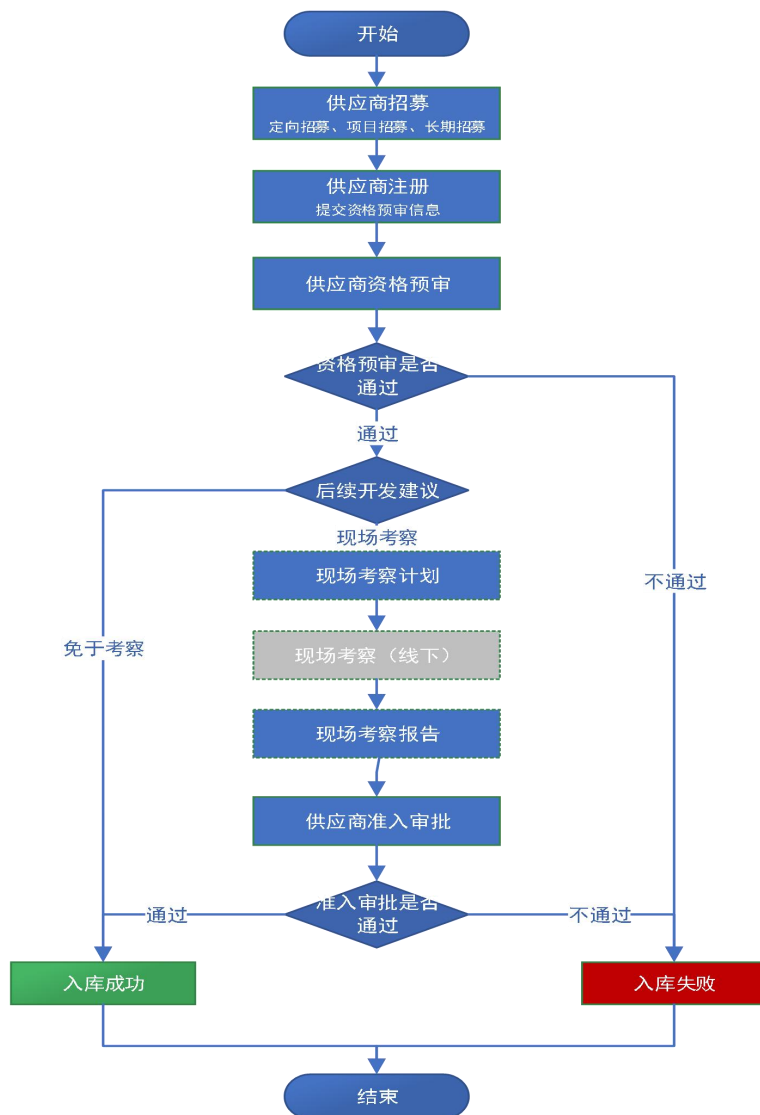 开始
供应商招募
定向招募、项目招募、长期招募
供应商注册
提交资格预审信息
供应商资格预审
资格预审是否
通过
通过
后续开发建议
现场考察
现场考察计划
不通过
免于考察
现场考察（线下）
现场考察报告
供应商准入审批
准入审批是否
通过
通过
不通过
入库成功
入库失败
结束